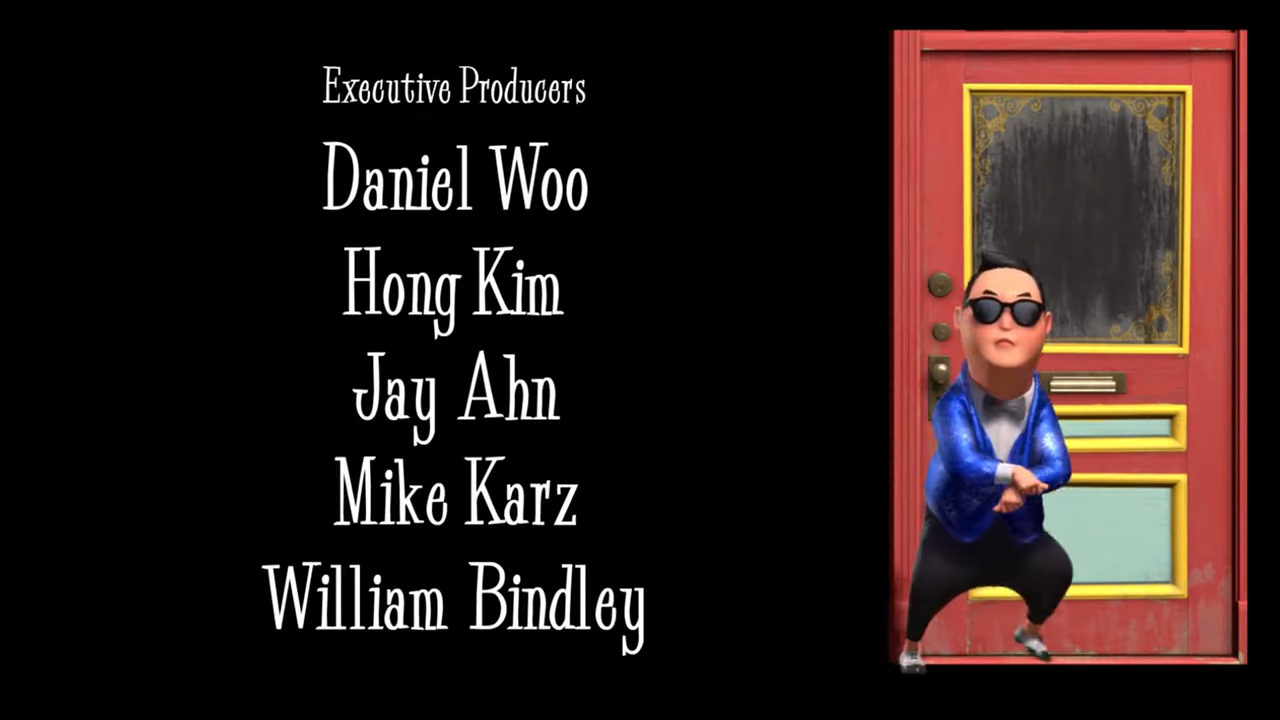 Executive Producers
Daniel Woo
Hong Kim
Jay Ahn
Mike Karz
William Bindley